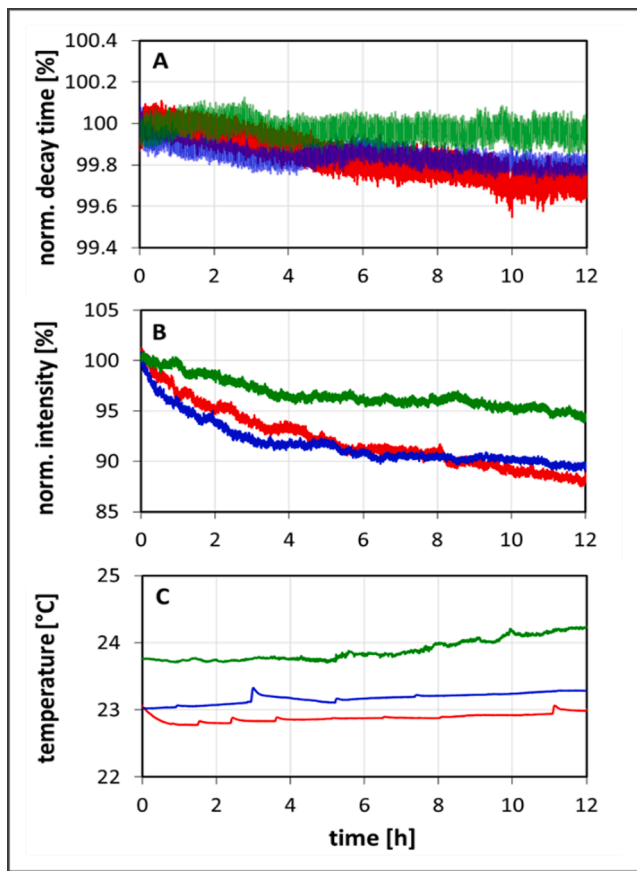 A
norm. decay time [%]
100.4
100.2
100
99.8
99.6
99.4
0 2 4 6 8 10 12
B
norm. intensity [%]
105
100
95
90
85
0 2 4 6 8 10 12
C
temperature [°C]
25
24
23
22
0 2 4 6 8 10 12
time [h]